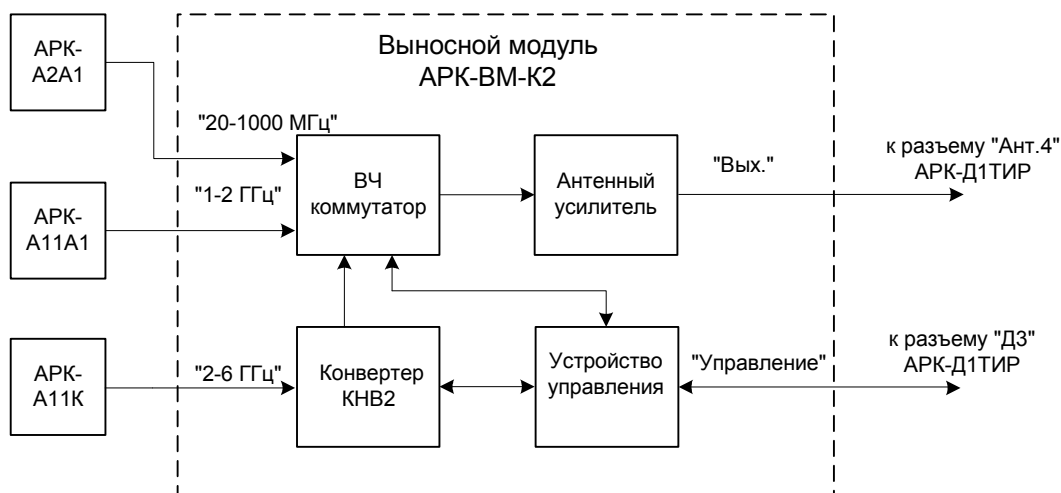 АРК-
А2А1
Выносной модуль
АРК-ВМ-К2
"20-1000 МГц"
ВЧ
коммутатор
Антенный
усилитель
"Вых."
к разъему "Ант.4"
АРК-Д1ТИР
АРК-
А11А1
"1-2 ГГц"
АРК-
А11К
"2-6 ГГц"
Конвертер
КНВ2
Устройство
управления
"Управление"
к разъему "Д3"
АРК-Д1ТИР